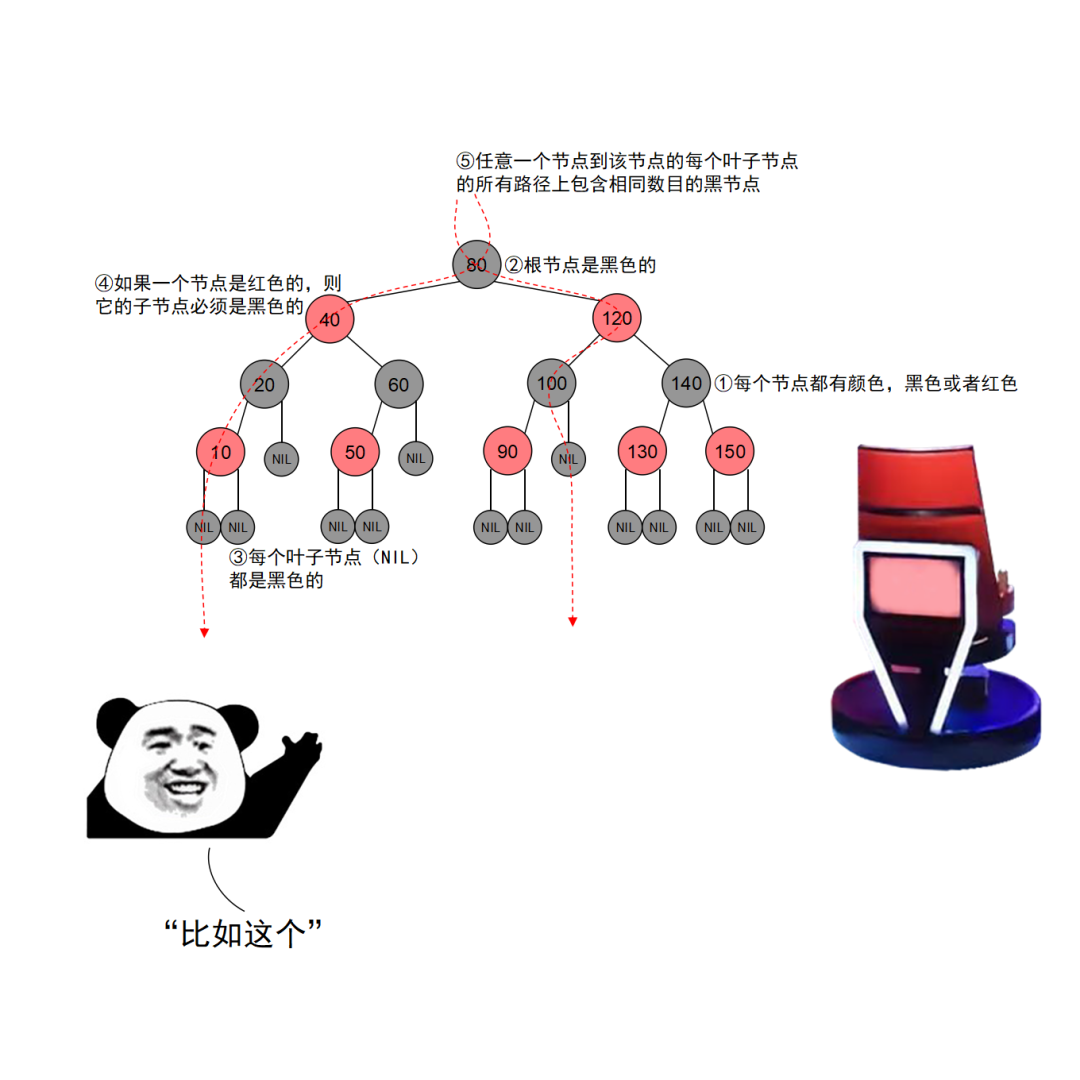 ⑤任意一个节点到该节点的每个叶子节点
的所有路径上包含相同数目的黑节点
80
②根节点是黑色的
④如果一个节点是红色的，则
它的子节点必须是黑色的
40
120
20
60
100
140
①每个节点都有颜色，黑色或者红色
10
NIL
50
NIL
90
NIL
130
150
NIL
NIL
NIL
NIL
NIL
NIL
NIL
NIL
NIL
NIL
③每个叶子节点（NIL）
都是黑色的
“比如这个”